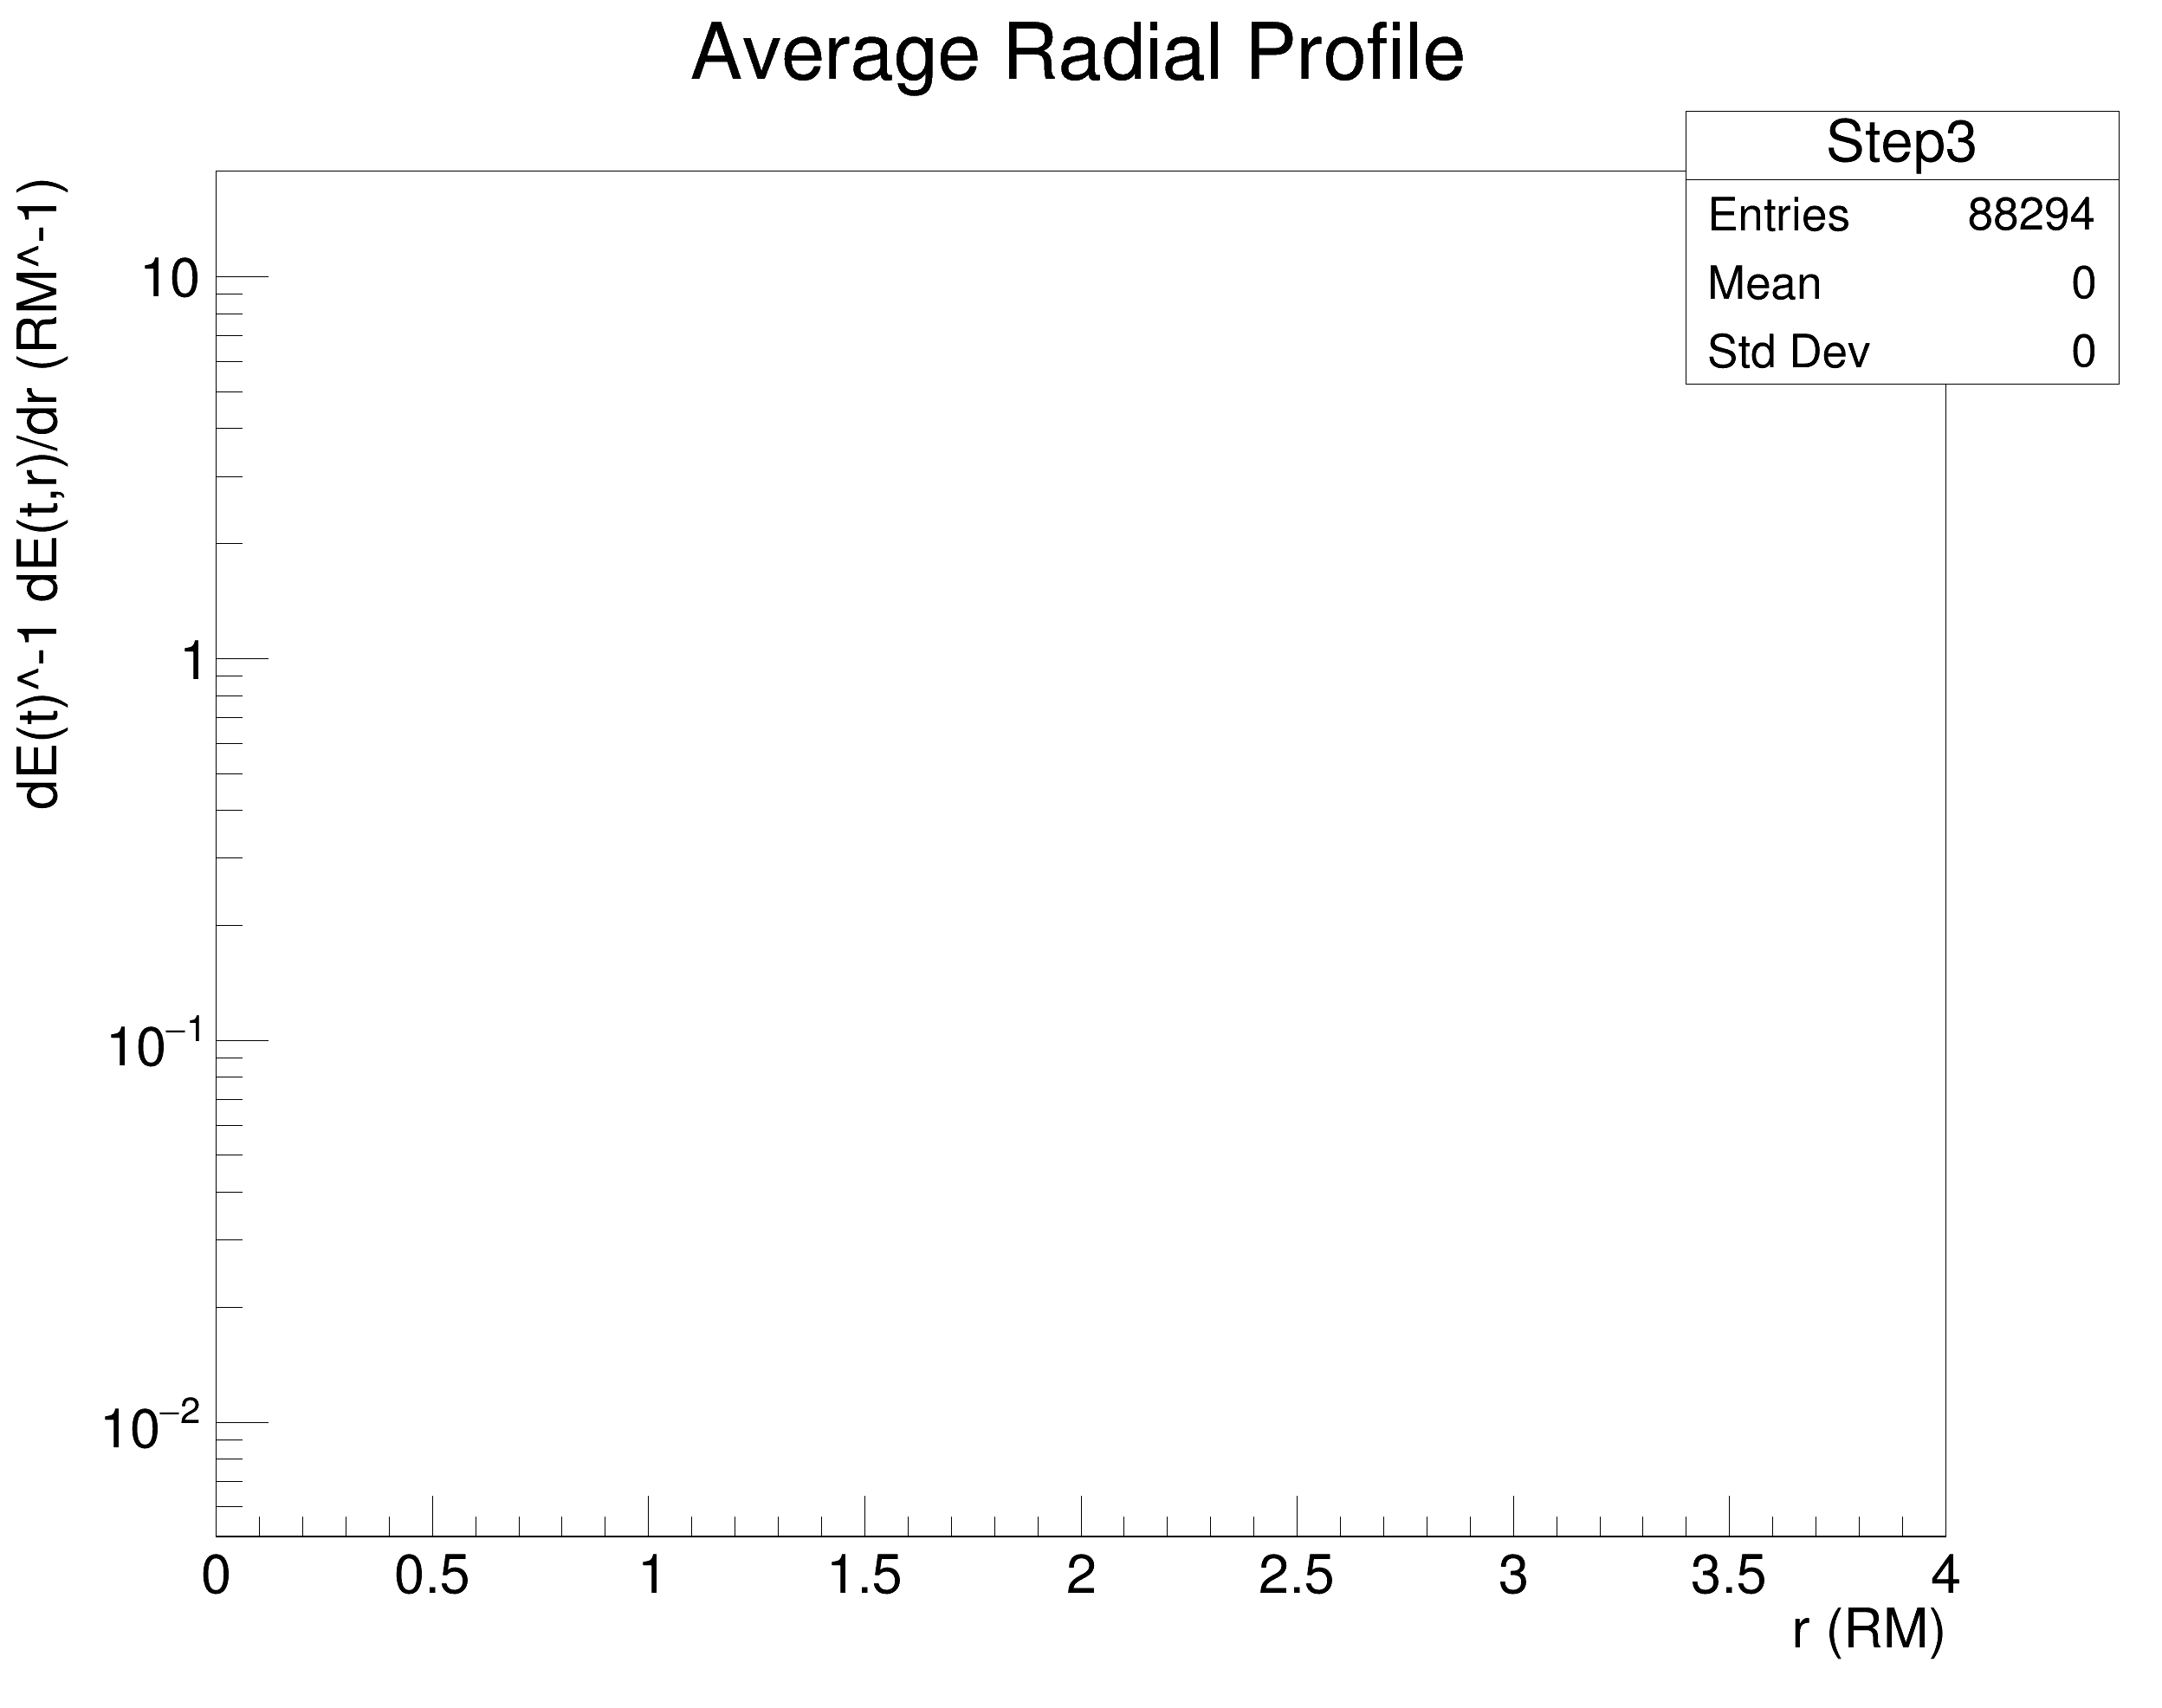 Average Radial Profile
Step3
Entries 88294
Mean 0
Std Dev 0
dE(t)^-1 dE(t,r)/dr (RM^-1)
10
1
10⁻¹
10⁻²
0 0.5 1 1.5 2 2.5 3 3.5 4
r (RM)